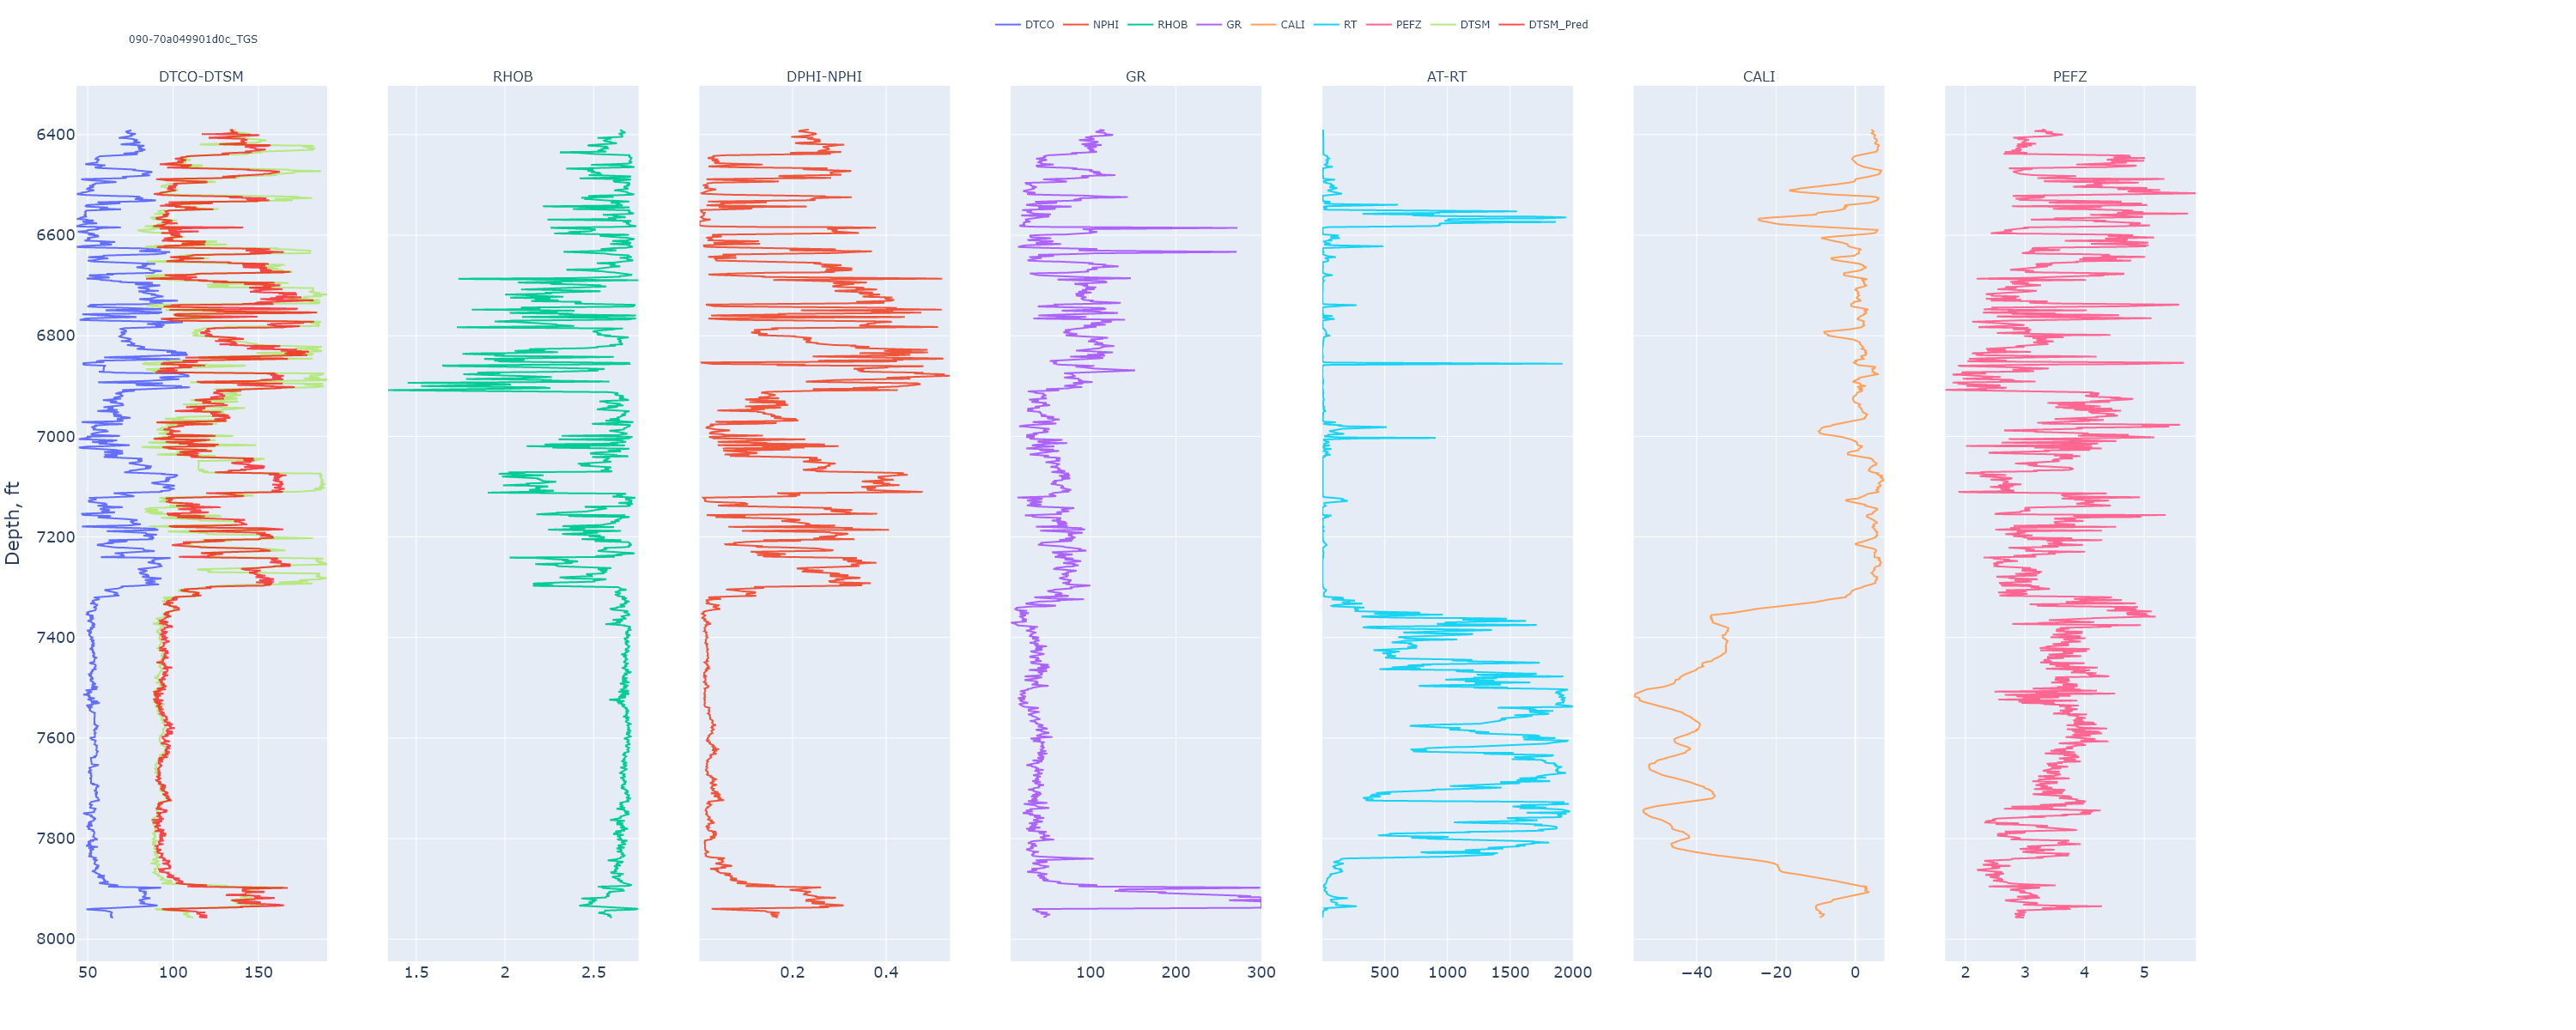 DTCO NPHI RHOB GR CALI RT PEFZ DTSM DTSM_Pred
090-70a049901d0c_TGS
DTCO-DTSM RHOB DPHI-NPHI GR AT-RT CALI PEFZ
6400
6600
6800
7000
7200
7400
7600
7800
8000
Depth, ft
50 100 150 1.5 2 2.5 0.2 0.4 100 200 300 500 1000 1500 2000 −40 −20 0 2 3 4 5